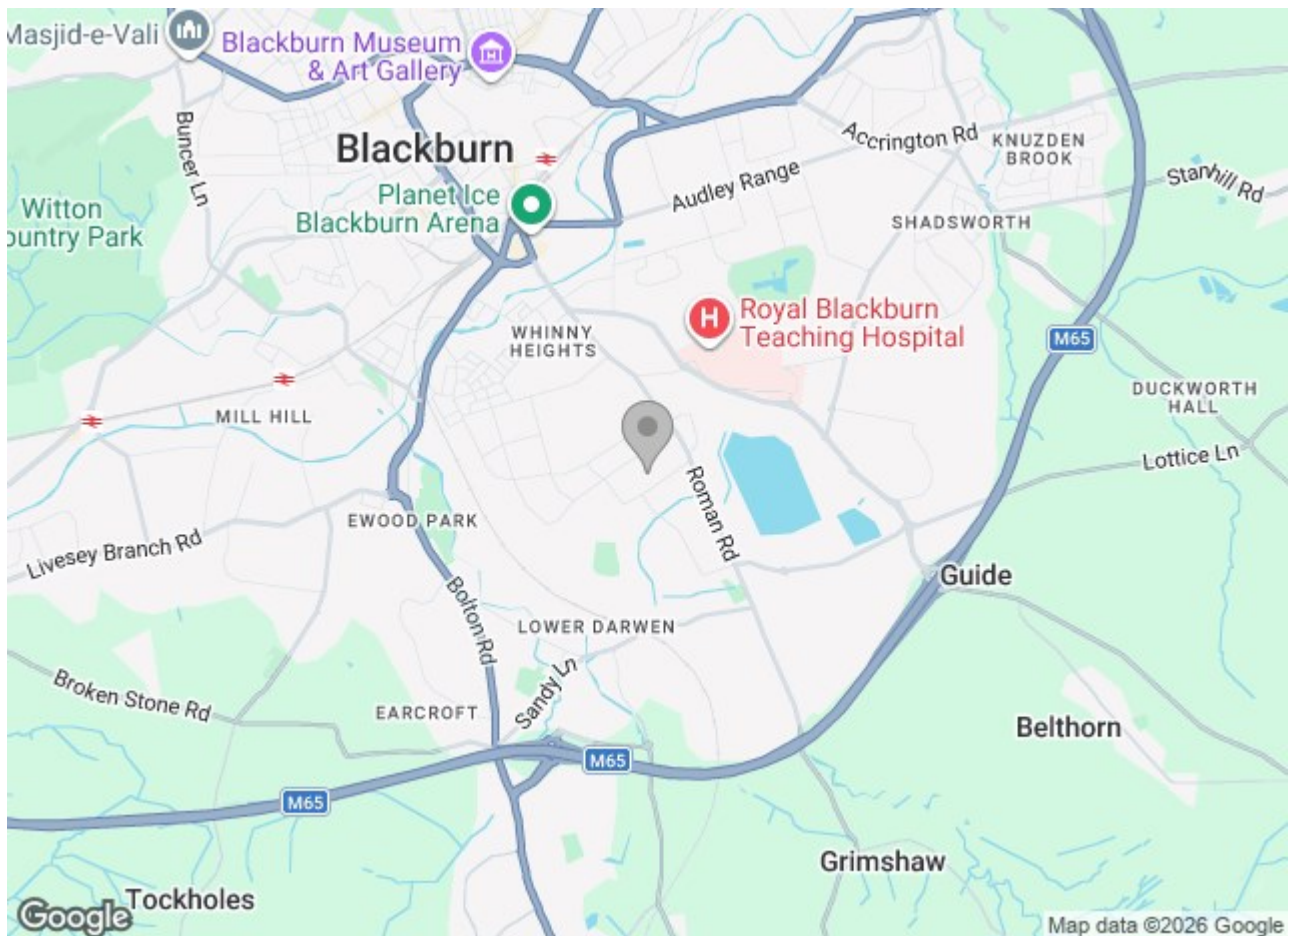 Masjid-e-Vali
Blackburn Museum
& Art Gallery
Buncer Ln
Blackburn
Accrington Rd
KNUZDEN
BROOK
Audley Range
Stanhill Rd
Planet Ice
Blackburn Arena
Witton
ountry Park
SHADSWORTH
H
Royal Blackburn
Teaching Hospital
WHINNY
HEIGHTS
M65
DUCKWORTH
HALL
MILL HILL
Lottice Ln
Roman Rd
EWOOD PARK
Livesey Branch Rd
Guide
Bolton Rd
LOWER DARWEN
Sandy Ln
Broken Stone Rd
EARCROFT
Belthorn
M65
M65
Grimshaw
Tockholes
Google
Map data ©2026 Google